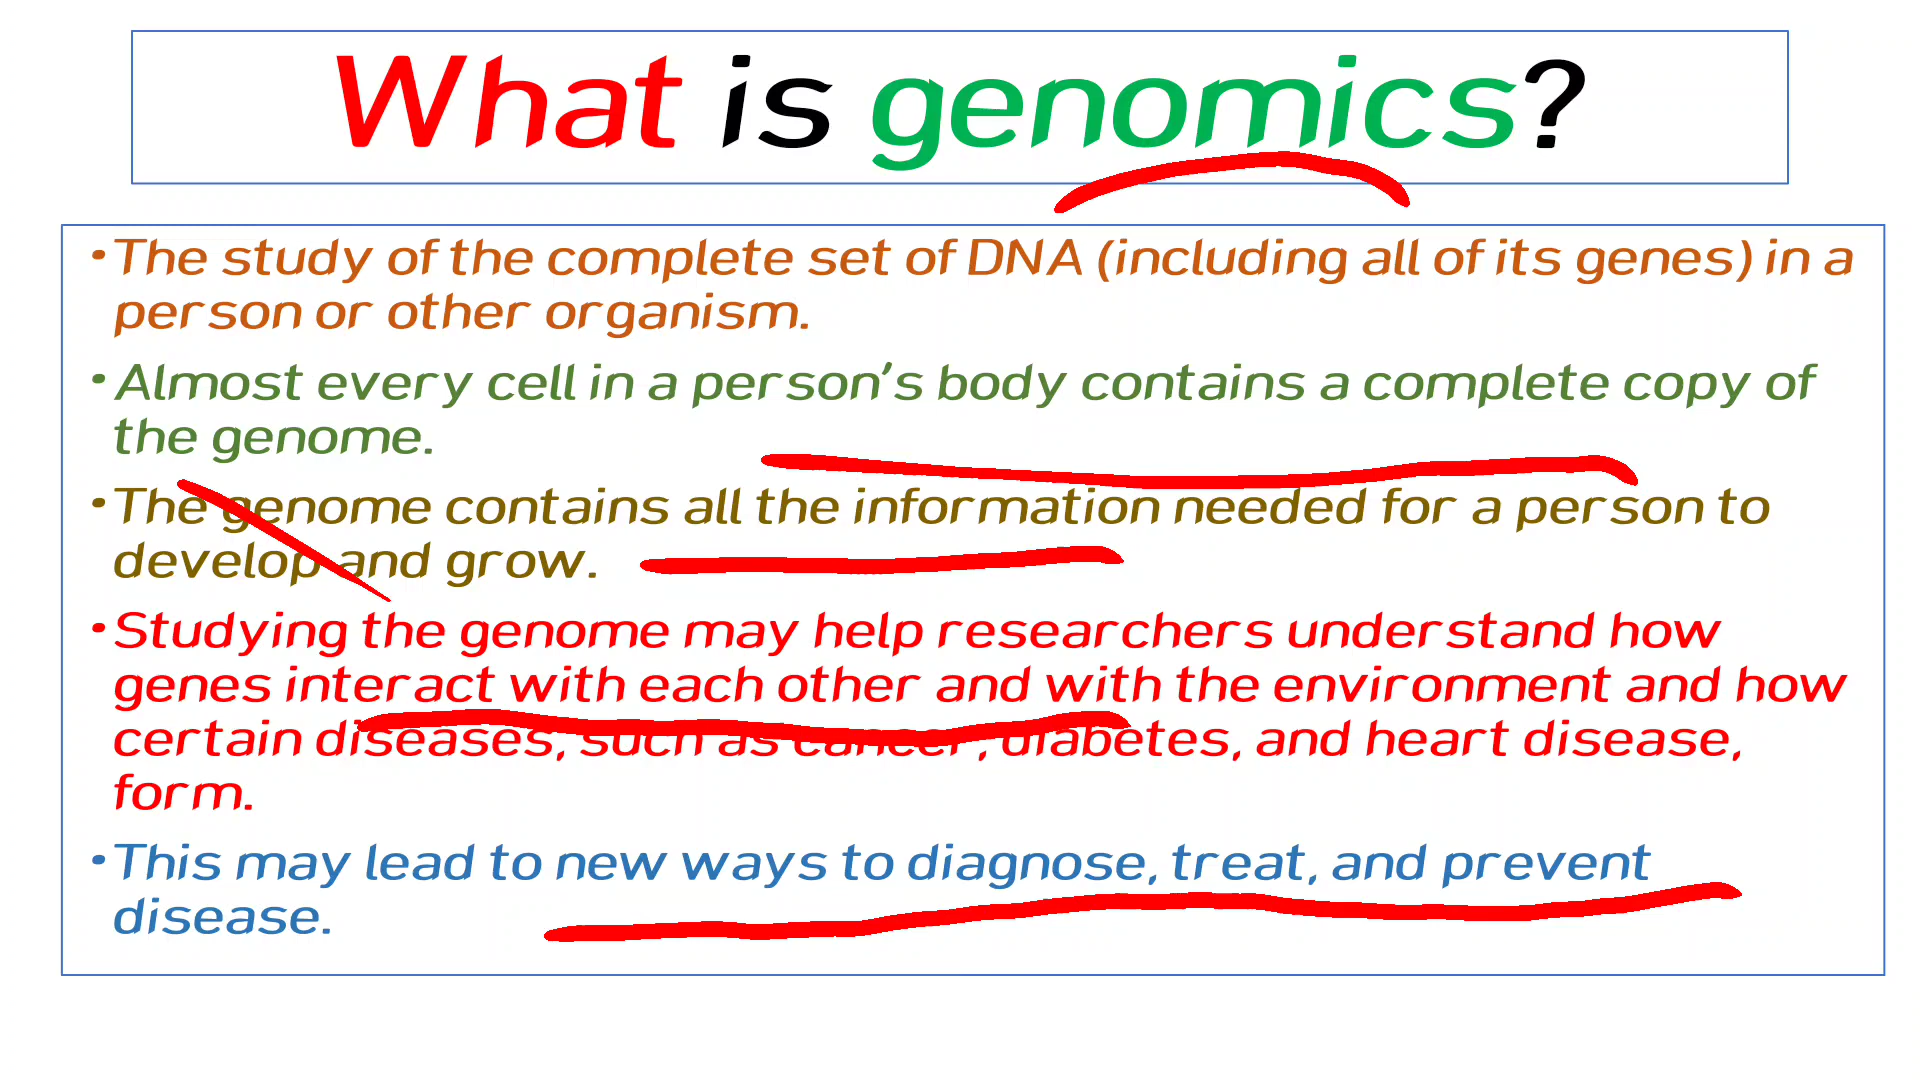 What is genomics?
•The study of the complete set of DNA (including all of its genes) in a
person or other organism.
•Almost every cell in a person’s body contains a complete copy of
the genome.
•The genome contains all the information needed for a person to
develop and grow.
•Studying the genome may help researchers understand how
genes interact with each other and with the environment and how
certain diseases, such as cancer, diabetes, and heart disease,
form.
•This may lead to new ways to diagnose, treat, and prevent
disease.